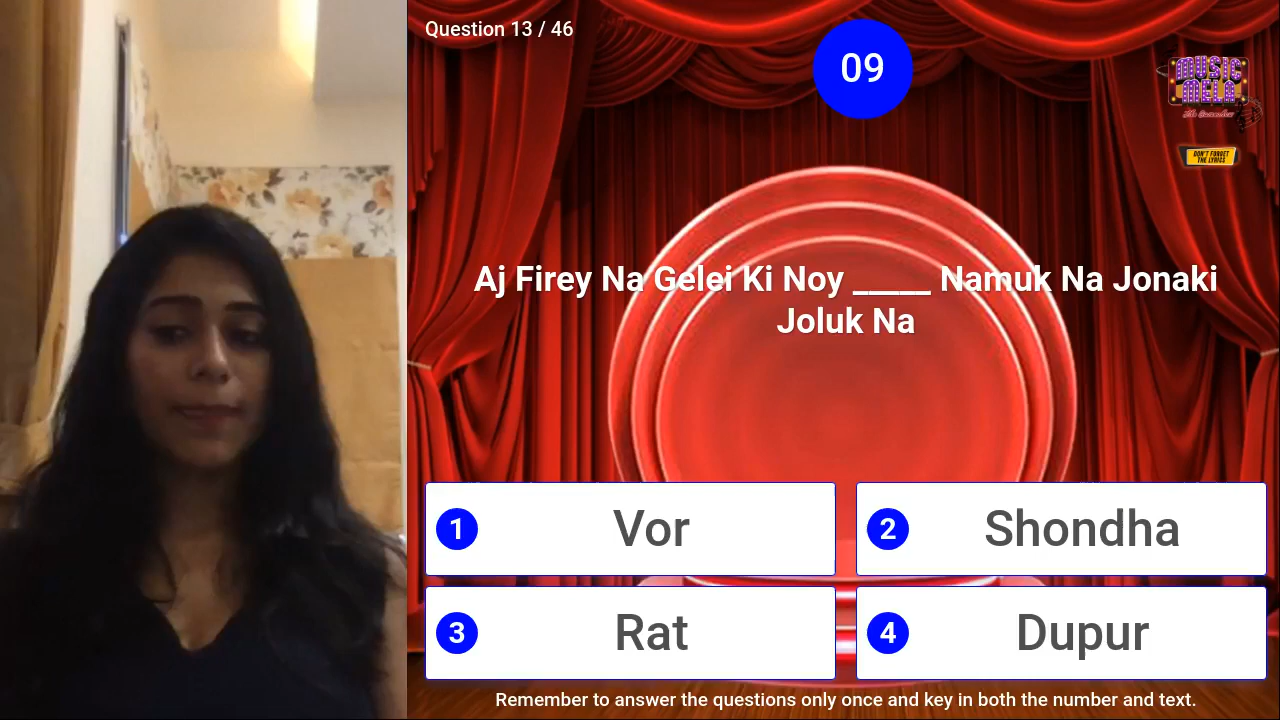 Question 13 / 46
09
MUSIC
MELA
DON'T FORGET
THE LYRICS
Aj Firey Na Gelei Ki Noy _____ Namuk Na Jonaki
Joluk Na
1 Vor
2 Shondha
3 Rat
4 Dupur
Remember to answer the questions only once and key in both the number and text.